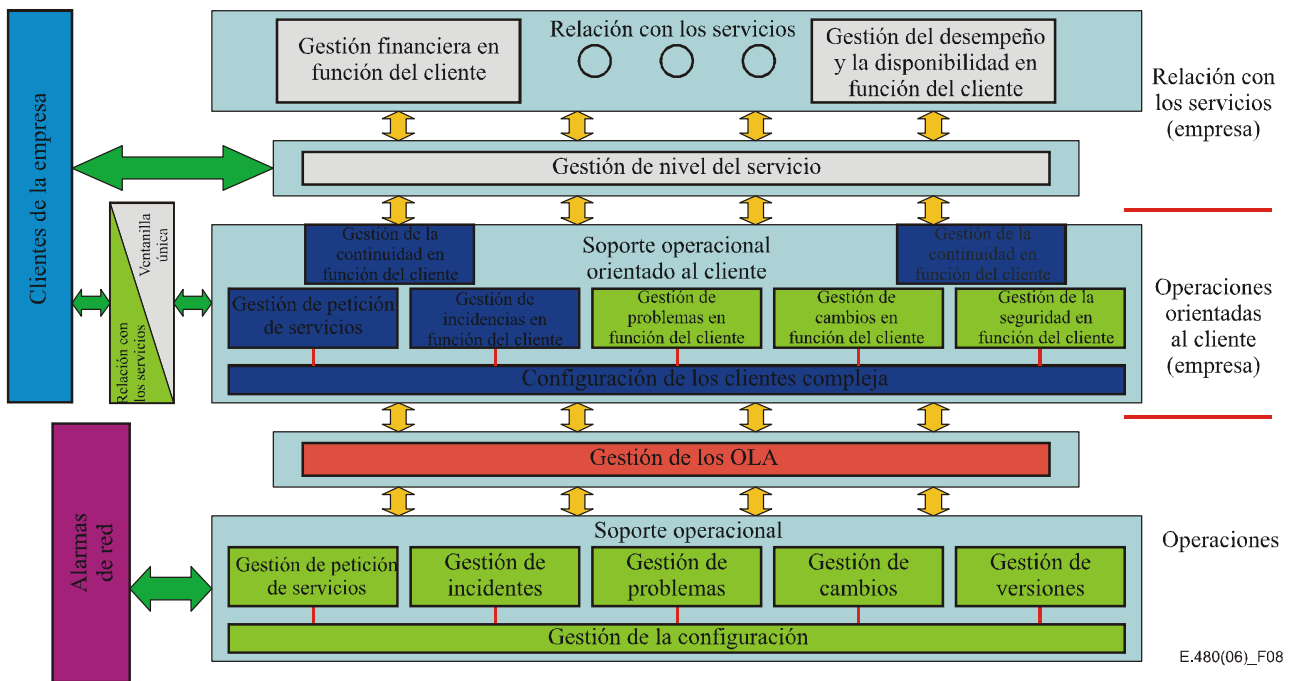 Clientes de la empresa
Gestión financiera en
función del cliente
Relación con los servicios
Gestión del desempeño
y la disponibilidad en
función del cliente
Relación con
los servicios
(empresa)
Gestión de nivel del servicio
Ventanilla
única
Relación con
los servicios
Gestión de la
continuidad en
función del cliente
Soporte operacional
orientado al cliente
Gestión de la
continuidad en
función del cliente
Gestión de petición
de servicios
Gestión de
incidencias en
función del cliente
Gestión de
problemas en
función del cliente
Gestión de
cambios en
función del cliente
Gestión de la
seguridad en
función del cliente
Configuración de los clientes compleja
Operaciones
orientadas
al cliente
(empresa)
Gestión de los OLA
Alarmas
de red
Soporte operacional
Gestión de petición
de servicios
Gestión de
incidentes
Gestión de
problemas
Gestión de
cambios
Gestión de
versiones
Gestión de la configuración
Operaciones
E.480(06)_F08